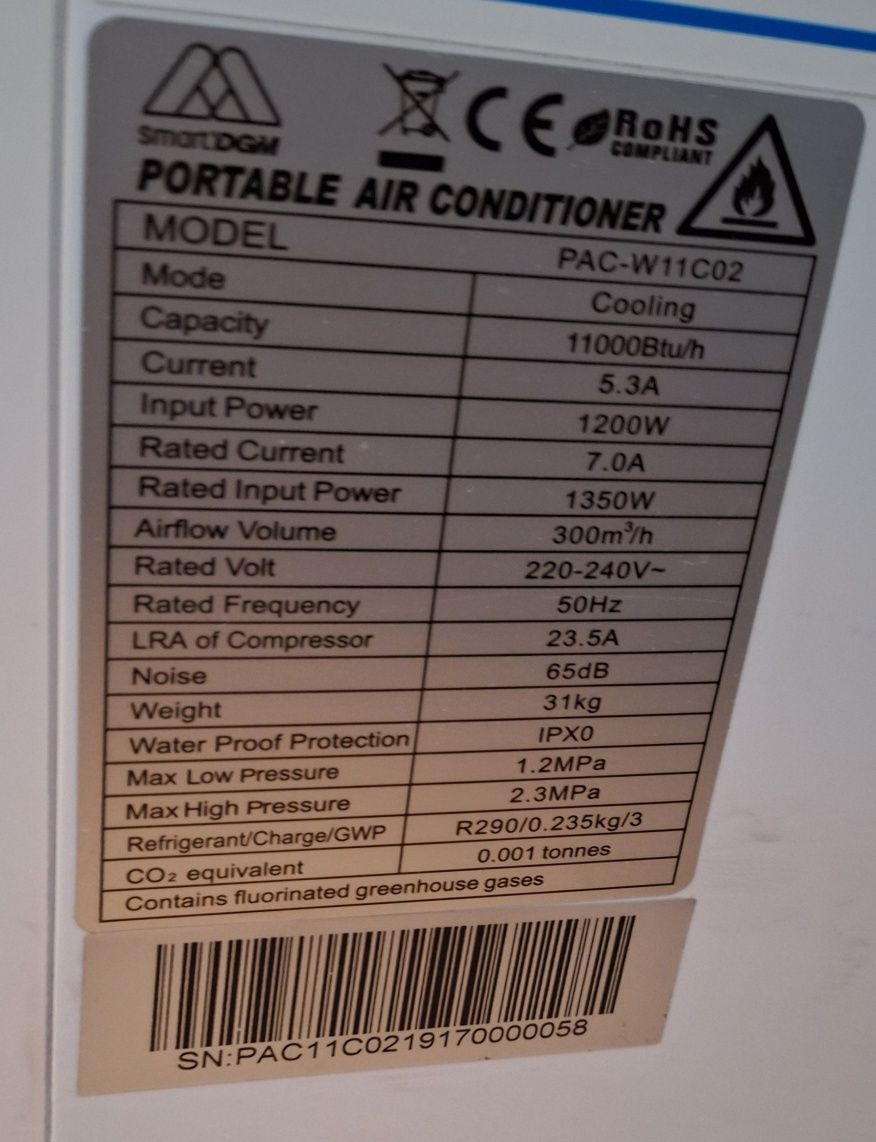 SmartDGM
CE RoHS
COMPLIANT
PORTABLE AIR CONDITIONER
MODEL PAC-W11C02
Mode Cooling
Capacity 11000Btu/h
Current 5.3A
Input Power 1200W
Rated Current 7.0A
Rated Input Power 1350W
Airflow Volume 300m³/h
Rated Volt 220-240V~
Rated Frequency 50Hz
LRA of Compressor 23.5A
Noise 65dB
Weight 31kg
Water Proof Protection IPX0
Max Low Pressure 1.2MPa
Max High Pressure 2.3MPa
Refrigerant/Charge/GWP R290/0.235kg/3
CO₂ equivalent 0.001 tonnes
Contains fluorinated greenhouse gases
SN:PAC11C0219170000058